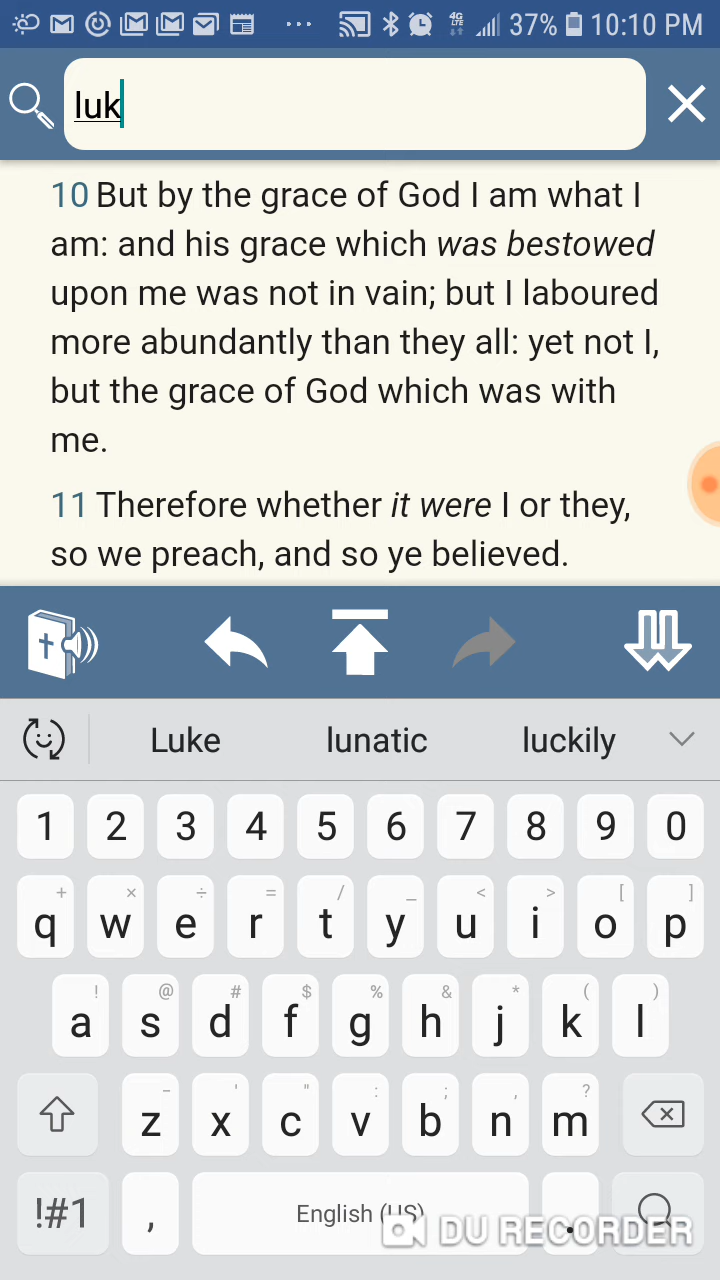 4G LTE 37% 10:10 PM
luk
10 But by the grace of God I am what I
am: and his grace which was bestowed
upon me was not in vain; but I laboured
more abundantly than they all: yet not I,
but the grace of God which was with
me.
11 Therefore whether it were I or they,
so we preach, and so ye believed.
Luke lunatic luckily
1 2 3 4 5 6 7 8 9 0
+ × ÷ = / _ < > [ ]
q w e r t y u i o p
! @ # $ % & * ( )
a s d f g h j k l
- ' " : ; , ?
z x c v b n m
!#1 , English (US) .
DU RECORDER